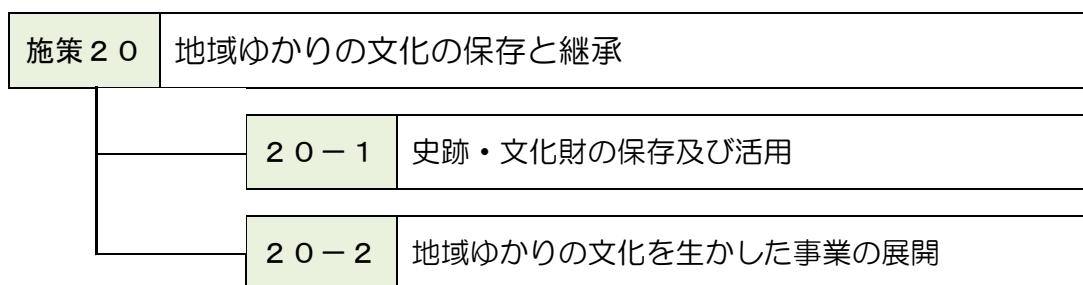 施策２０ 地域ゆかりの文化の保存と継承
２０－１ 史跡・文化財の保存及び活用
２０－２ 地域ゆかりの文化を生かした事業の展開